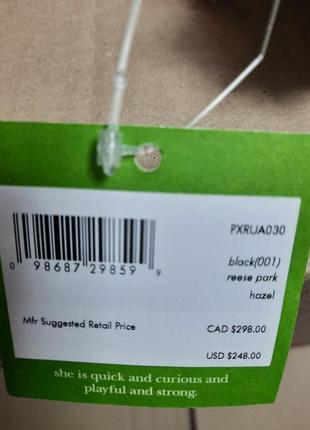 PXRUA030
0 98687 29859 9
black(001)
reese park
hazel
Mfr Suggested Retail Price
CAD $298.00
USD $248.00
she is quick and curious and
playful and strong.